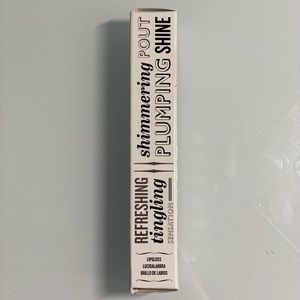 shimmering POUT
PLUMPING SHINE
REFRESHING
tingling
SENSATION
LIPGLOSS
LUCIDALABBRA
BRILLO DE LABIOS